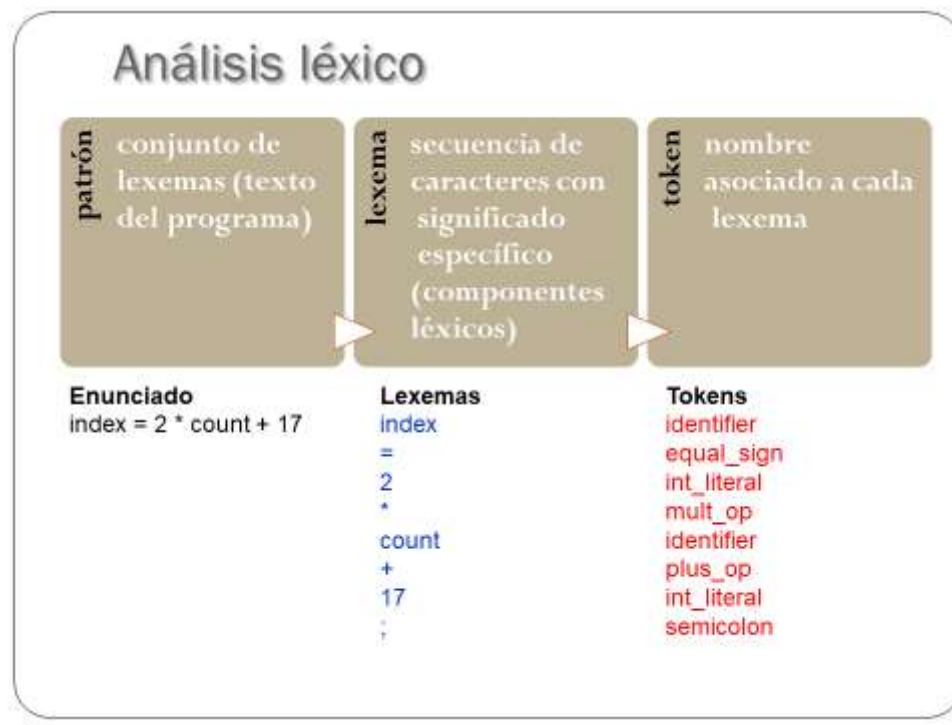 Análisis léxico
patrón
conjunto de
lexemas (texto
del programa)
lexema
secuencia de
caracteres con
significado
específico
(componentes
léxicos)
token
nombre
asociado a cada
lexema
Enunciado
index = 2 * count + 17
Lexemas
index
=
2
*
count
+
17
;
Tokens
identifier
equal_sign
int_literal
mult_op
identifier
plus_op
int_literal
semicolon